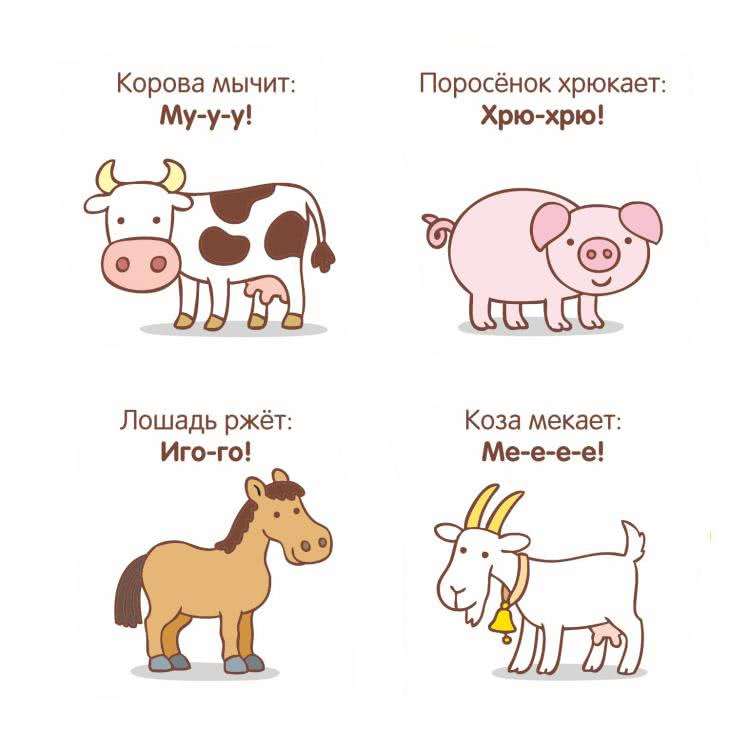 Корова мычит:
Му-у-у!
Поросёнок хрюкает:
Хрю-хрю!
Лошадь ржёт:
Иго-го!
Коза мекает:
Ме-е-е-е!